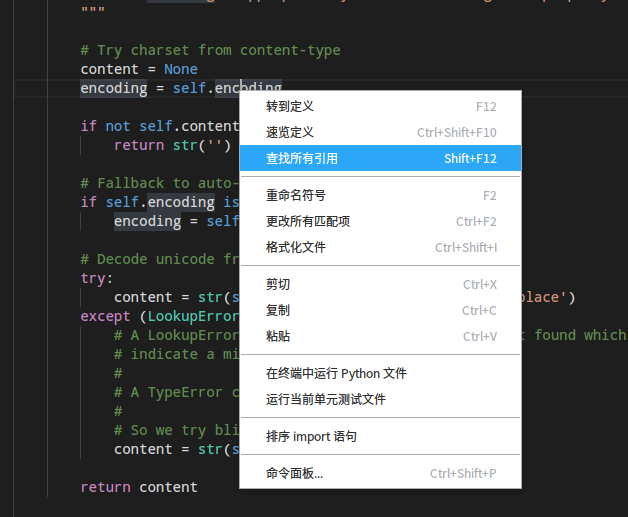 """
# Try charset from content-type
content = None
encoding = self.encoding
转到定义 F12
if not self.content
速览定义 Ctrl+Shift+F10
return str('')
查找所有引用 Shift+F12
# Fallback to auto-
重命名符号 F2
if self.encoding is
更改所有匹配项 Ctrl+F2
encoding = self
格式化文件 Ctrl+Shift+I
# Decode unicode fr
try:
剪切 Ctrl+X
content = str(s place')
复制 Ctrl+C
except (LookupError
粘贴 Ctrl+V
# A LookupError t found which
# indicate a mi
在终端中运行 Python 文件
#
# A TypeError c
运行当前单元测试文件
#
# So we try bli
排序 import 语句
content = str(s
命令面板... Ctrl+Shift+P
return content